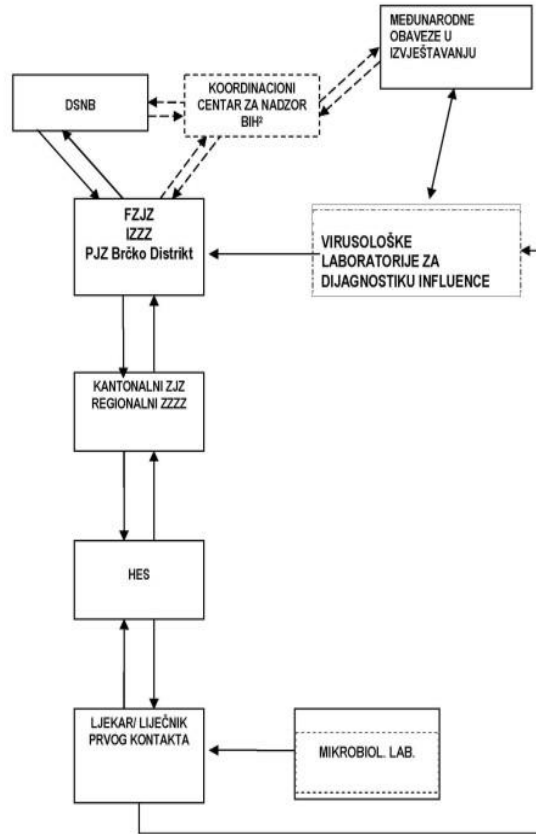 MEĐUNARODNE
OBAVEZE U
IZVJEŠTAVANJU
KOORDINACIONI
CENTAR ZA NADZOR
BIH²
DSNB
FZJZ
IZZZ
PJZ Brčko Distrikt
VIRUSOLOŠKE
LABORATORIJE ZA
DIJAGNOSTIKU INFLUENCE
KANTONALNI ZJZ
REGIONALNI ZZZZ
HES
LJEKAR/ LIJEČNIK
PRVOG KONTAKTA
MIKROBIOL. LAB.